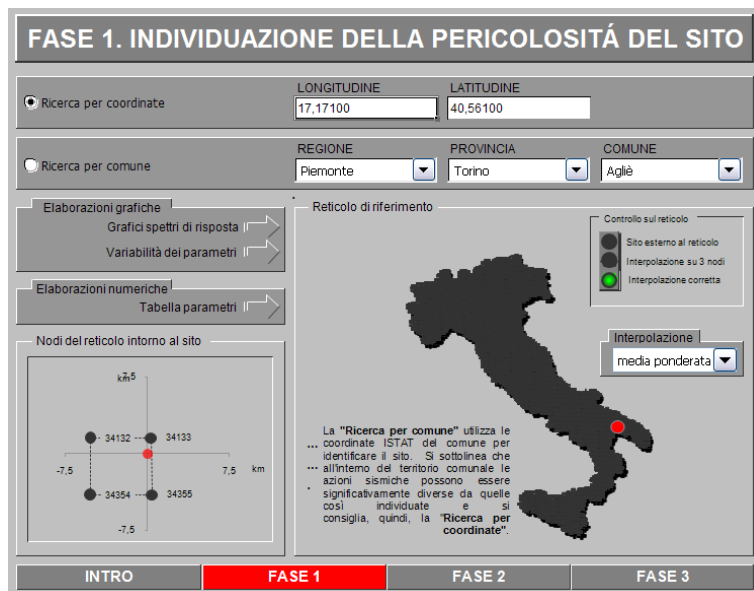 FASE 1. INDIVIDUAZIONE DELLA PERICOLOSITÁ DEL SITO
Ricerca per coordinate
LONGITUDINE
17,17100
LATITUDINE
40,56100
Ricerca per comune
REGIONE
Piemonte
PROVINCIA
Torino
COMUNE
Agliè
Elaborazioni grafiche
Grafici spettri di risposta
Variabilità dei parametri
Elaborazioni numeriche
Tabella parametri
Nodi del reticolo intorno al sito
km
7,5
34132
34133
-7,5
7,5
km
34354
34355
-7,5
Reticolo di riferimento
Controllo sul reticolo
Sito esterno al reticolo
Interpolazione su 3 nodi
Interpolazione corretta
Interpolazione
media ponderata
La "Ricerca per comune" utilizza le
coordinate ISTAT del comune per
identificare il sito. Si sottolinea che
all'interno del territorio comunale le
azioni sismiche possono essere
significativamente diverse da quelle
così individuate e si
consiglia, quindi, la "Ricerca per
coordinate".
INTRO
FASE 1
FASE 2
FASE 3